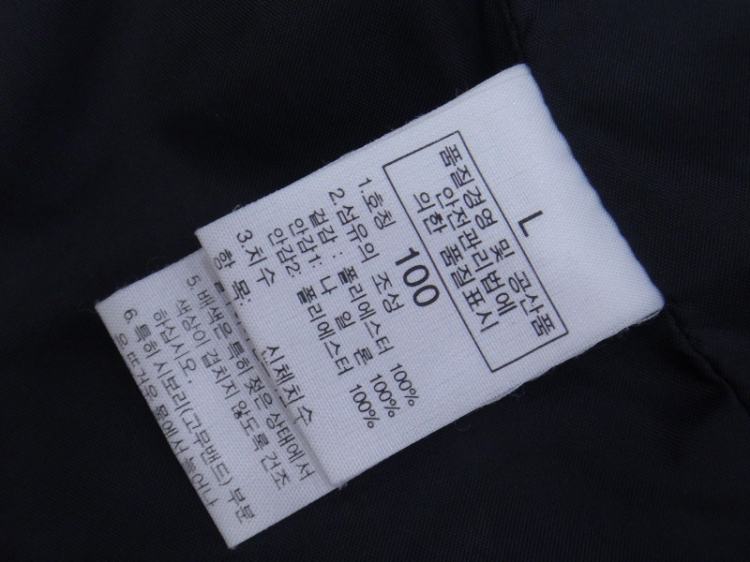 L
품질경영 및 공산품
안전관리법에
의한 품질표시
1.호칭 100
2.섬유의 조성
겉감 : 폴리에스터 100%
안감1: 나 일 론 100%
안감2: 폴리에스터 100%
3.치수
항 목: 신체치수
5. 배색은 특히 젖은 상태에서
색상이 겹치지 않도록 건조
하십시오.
6. 특히 시보리(고무밴드) 부분